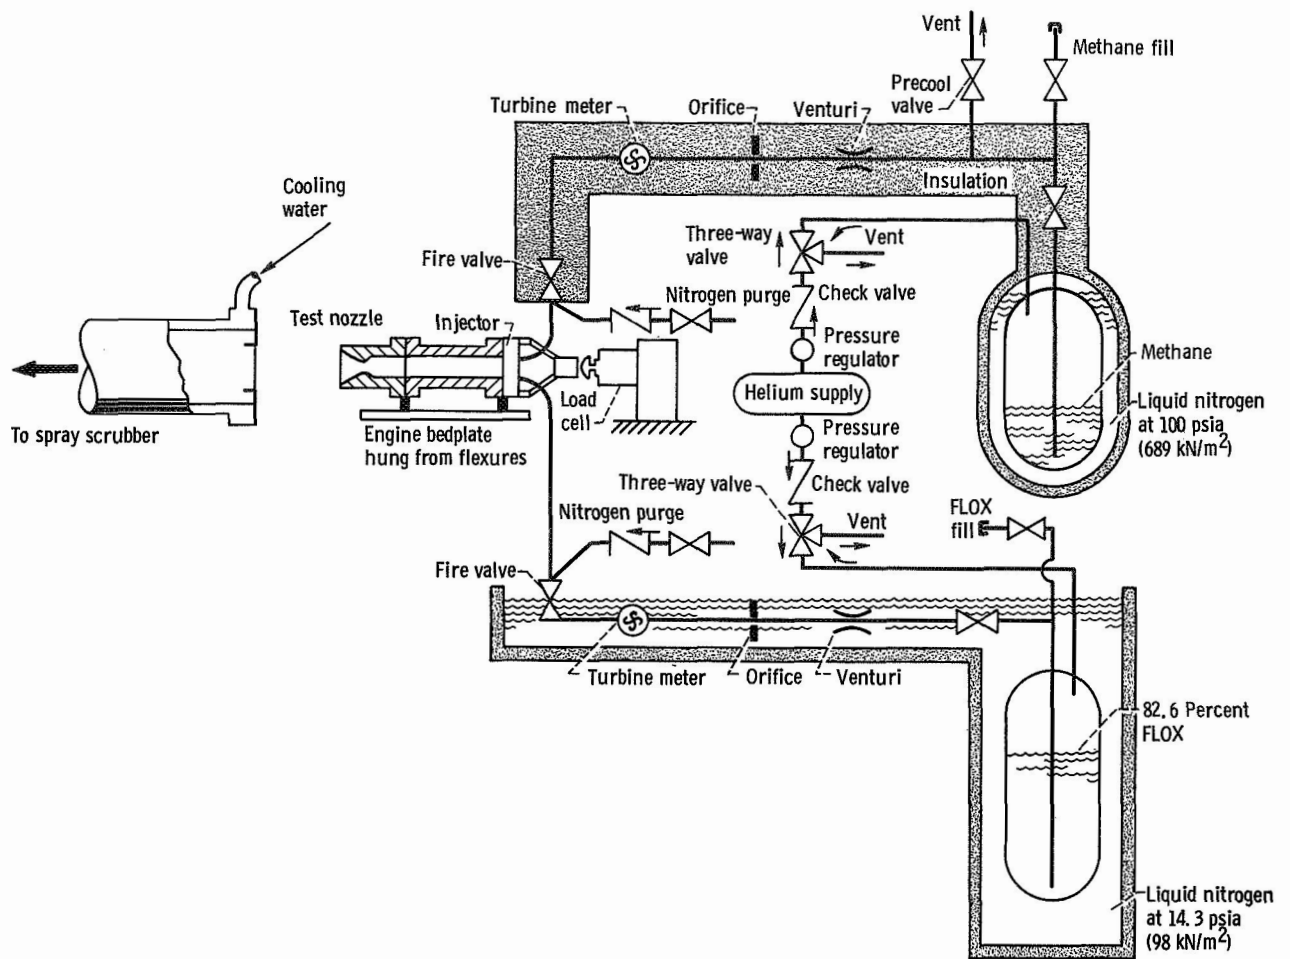 Vent
Methane fill
Precool
valve
Turbine meter
Orifice
Venturi
Insulation
Cooling
water
Three-way
valve
Vent
Fire valve
Nitrogen purge
Check valve
Test nozzle
Injector
Pressure
regulator
Methane
Helium supply
Load
cell
Liquid nitrogen
at 100 psia
(689 kN/m²)
To spray scrubber
Engine bedplate
hung from flexures
Pressure
regulator
Three-way valve
Check valve
FLOX
fill
Nitrogen purge
Vent
Fire valve
Turbine meter
Orifice
Venturi
82.6 Percent
FLOX
Liquid nitrogen
at 14.3 psia
(98 kN/m²)